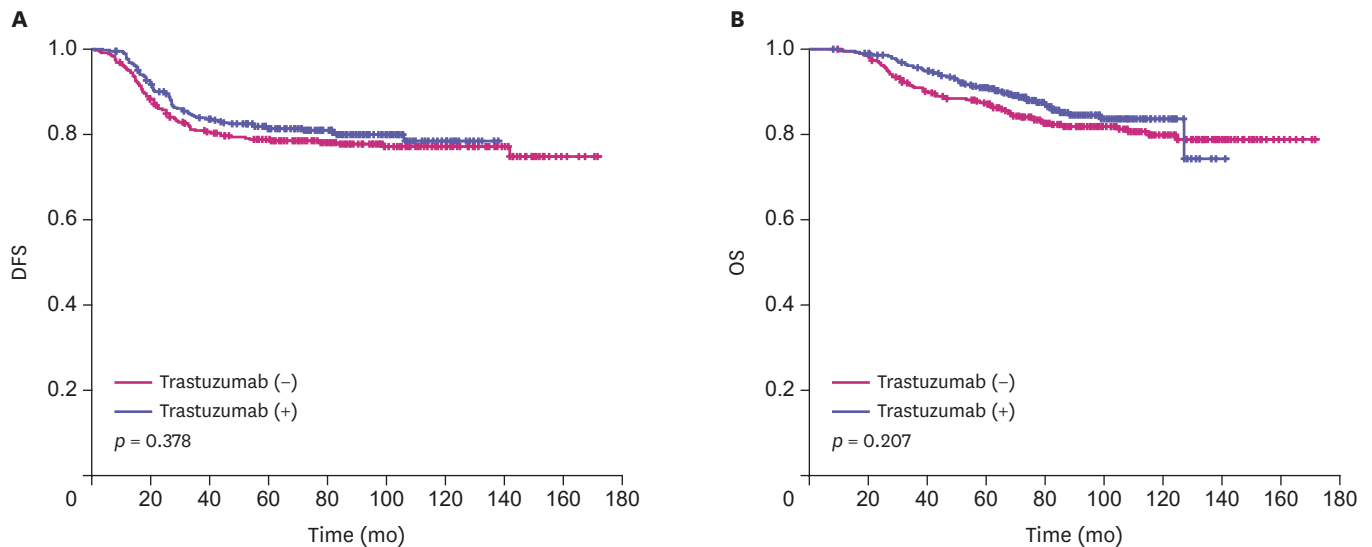 A
1.0
0.8
0.6
0.4
0.2
DFS
Trastuzumab (−)
Trastuzumab (+)
p = 0.378
0 20 40 60 80 100 120 140 160 180
Time (mo)
B
1.0
0.8
0.6
0.4
0.2
OS
Trastuzumab (−)
Trastuzumab (+)
p = 0.207
0 20 40 60 80 100 120 140 160 180
Time (mo)